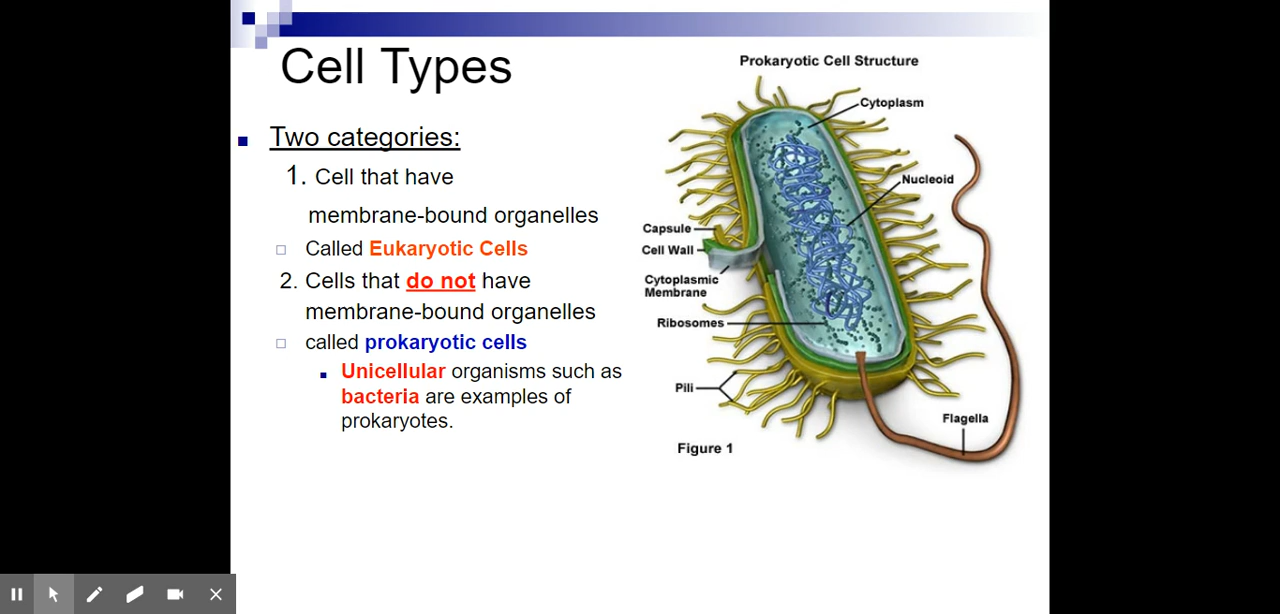 Cell Types
Two categories:
1. Cell that have
membrane-bound organelles
Called Eukaryotic Cells
2. Cells that do not have
membrane-bound organelles
called prokaryotic cells
Unicellular organisms such as
bacteria are examples of
prokaryotes.
Prokaryotic Cell Structure
Cytoplasm
Nucleoid
Capsule
Cell Wall
Cytoplasmic
Membrane
Ribosomes
Pili
Flagella
Figure 1